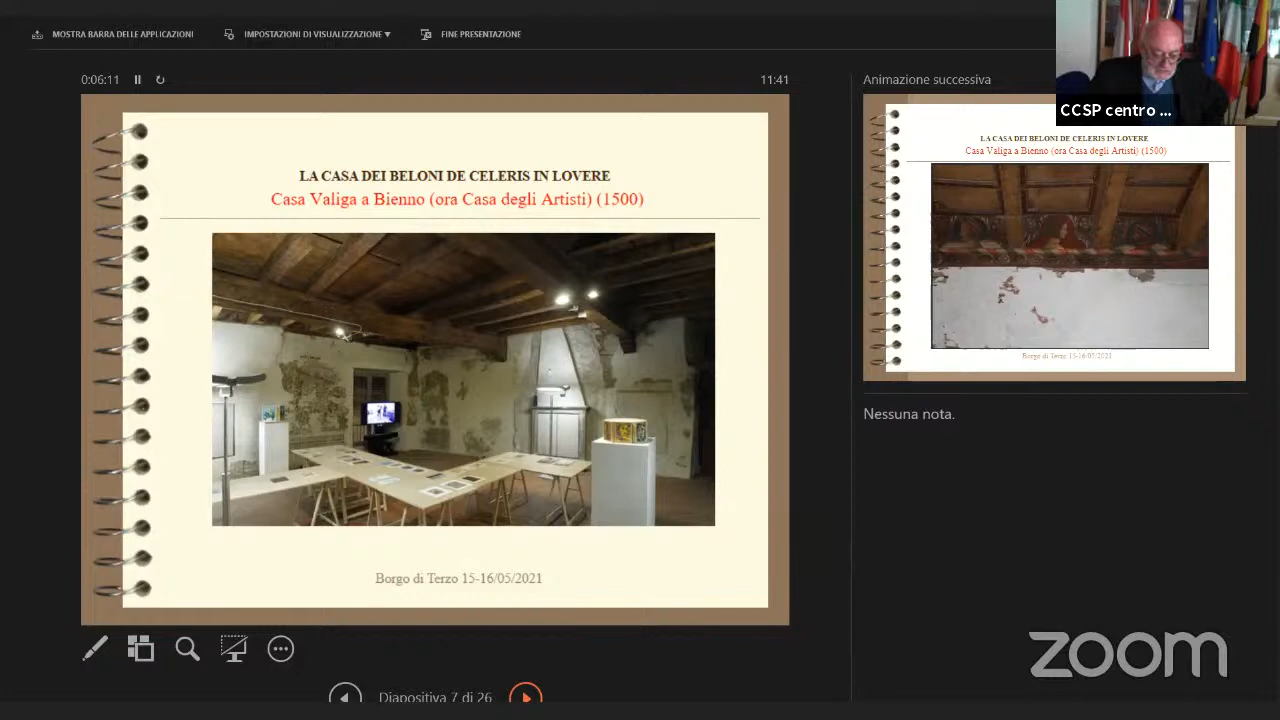 MOSTRA BARRA DELLE APPLICAZIONI
IMPOSTAZIONI DI VISUALIZZAZIONE ▼
FINE PRESENTAZIONE
0:06:11
11:41
LA CASA DEI BELONI DE CELERIS IN LOVERE
Casa Valiga a Bienno (ora Casa degli Artisti) (1500)
Borgo di Terzo 15-16/05/2021
Diapositiva 7 di 26
Animazione successiva
CCSP centro ...
LA CASA DEI BELONI DE CELERIS IN LOVERE
Casa Valiga a Bienno (ora Casa degli Artisti) (1500)
Borgo di Terzo 15-16/05/2021
Nessuna nota.
zoom